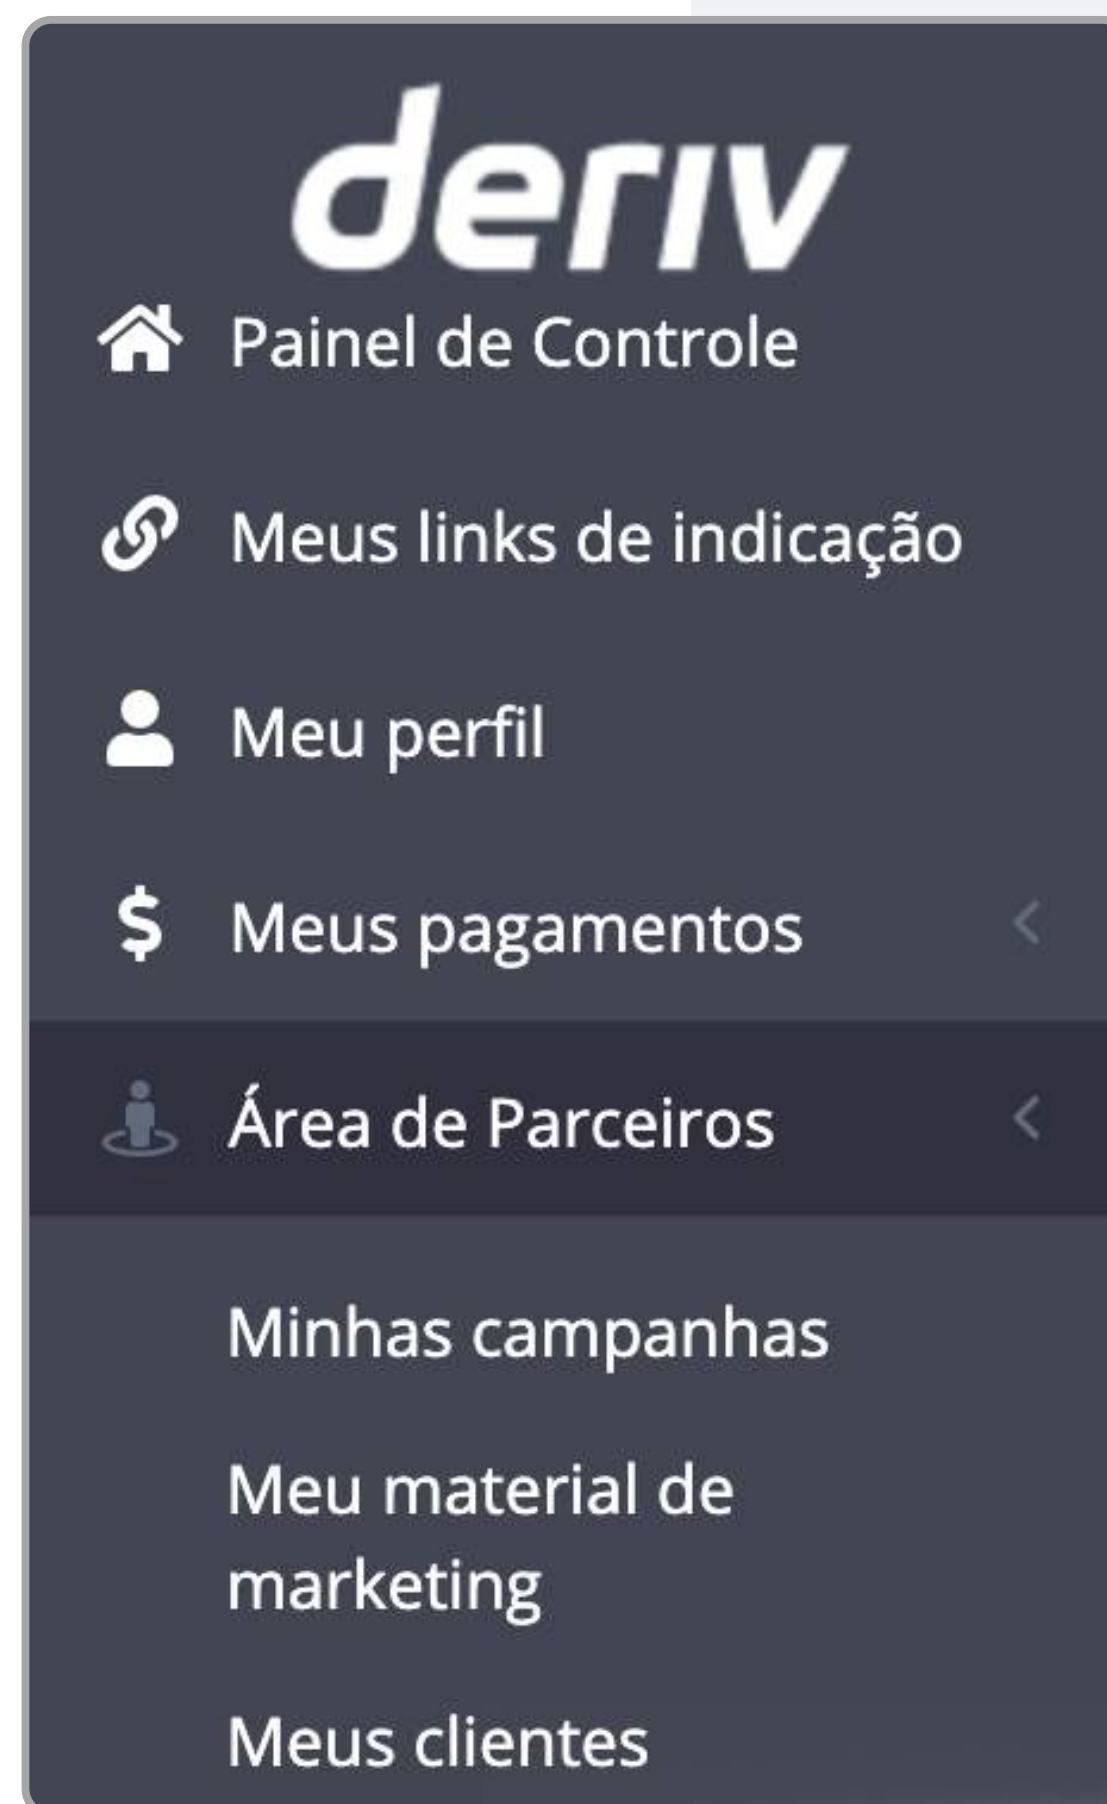 deriv
Painel de Controle
Meus links de indicação
Meu perfil
Meus pagamentos
Área de Parceiros
Minhas campanhas
Meu material de
marketing
Meus clientes